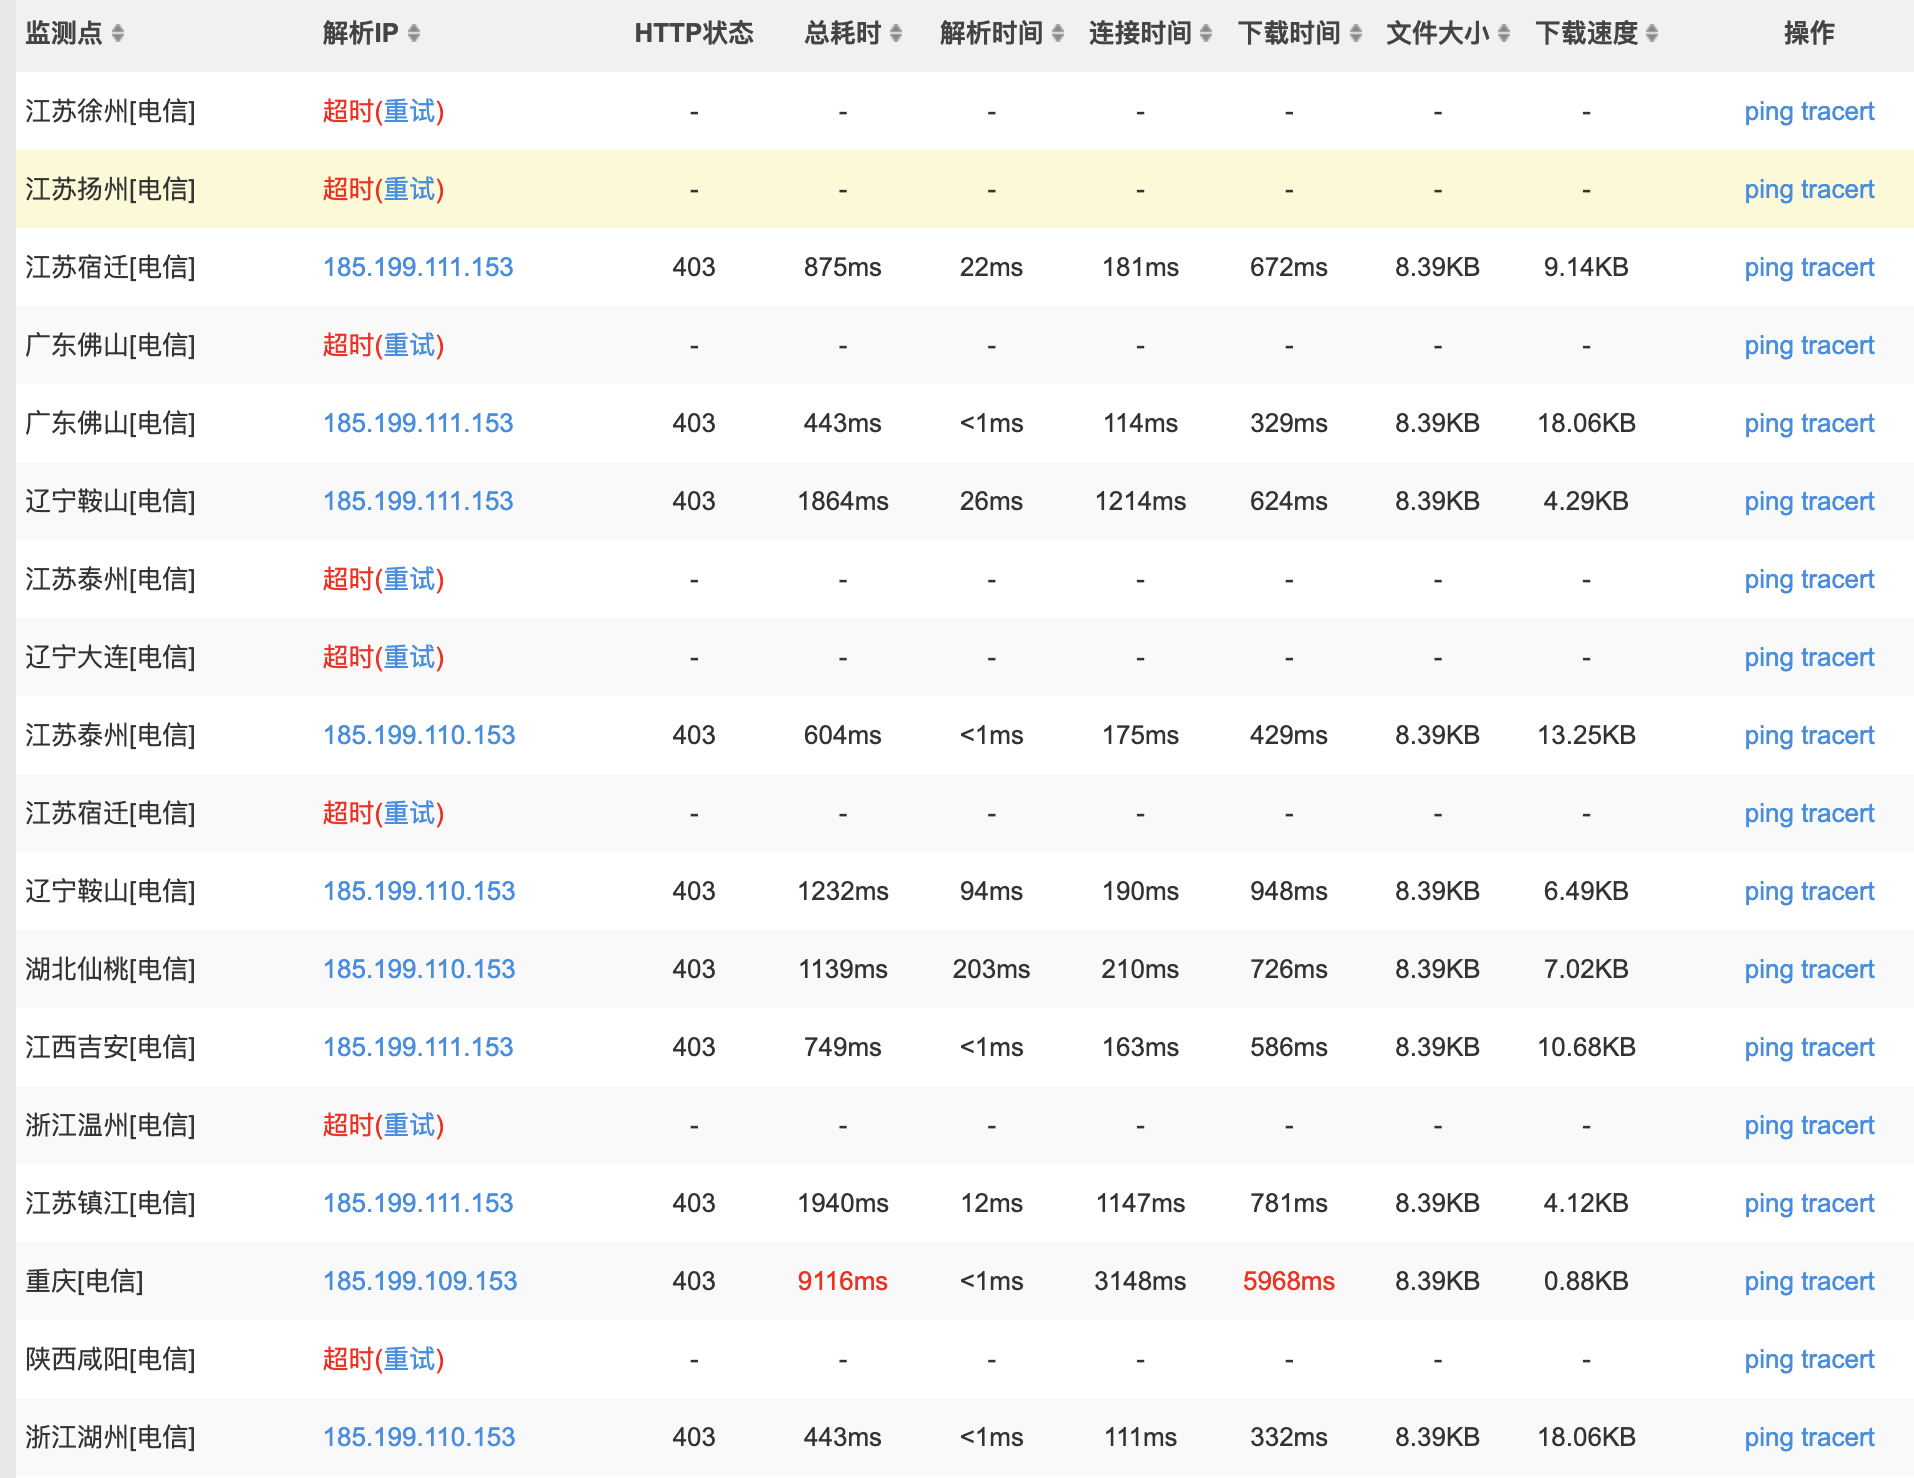 监测点 解析IP HTTP状态 总耗时 解析时间 连接时间 下载时间 文件大小 下载速度 操作
江苏徐州[电信] 超时(重试) - - - - - - - ping tracert
江苏扬州[电信] 超时(重试) - - - - - - - ping tracert
江苏宿迁[电信] 185.199.111.153 403 875ms 22ms 181ms 672ms 8.39KB 9.14KB ping tracert
广东佛山[电信] 超时(重试) - - - - - - - ping tracert
广东佛山[电信] 185.199.111.153 403 443ms <1ms 114ms 329ms 8.39KB 18.06KB ping tracert
辽宁鞍山[电信] 185.199.111.153 403 1864ms 26ms 1214ms 624ms 8.39KB 4.29KB ping tracert
江苏泰州[电信] 超时(重试) - - - - - - - ping tracert
辽宁大连[电信] 超时(重试) - - - - - - - ping tracert
江苏泰州[电信] 185.199.110.153 403 604ms <1ms 175ms 429ms 8.39KB 13.25KB ping tracert
江苏宿迁[电信] 超时(重试) - - - - - - - ping tracert
辽宁鞍山[电信] 185.199.110.153 403 1232ms 94ms 190ms 948ms 8.39KB 6.49KB ping tracert
湖北仙桃[电信] 185.199.110.153 403 1139ms 203ms 210ms 726ms 8.39KB 7.02KB ping tracert
江西吉安[电信] 185.199.111.153 403 749ms <1ms 163ms 586ms 8.39KB 10.68KB ping tracert
浙江温州[电信] 超时(重试) - - - - - - - ping tracert
江苏镇江[电信] 185.199.111.153 403 1940ms 12ms 1147ms 781ms 8.39KB 4.12KB ping tracert
重庆[电信] 185.199.109.153 403 9116ms <1ms 3148ms 5968ms 8.39KB 0.88KB ping tracert
陕西咸阳[电信] 超时(重试) - - - - - - - ping tracert
浙江湖州[电信] 185.199.110.153 403 443ms <1ms 111ms 332ms 8.39KB 18.06KB ping tracert